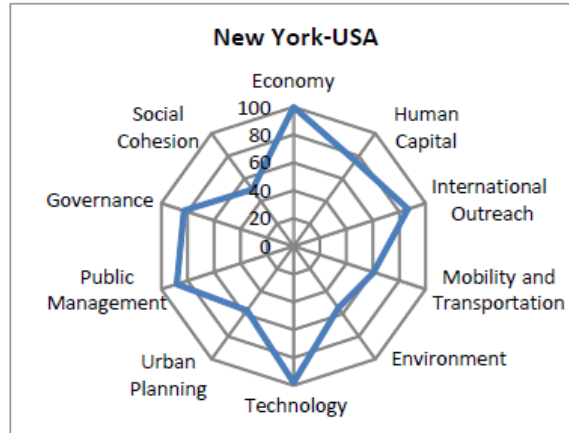 New York-USA
Economy
Human
Capital
International
Outreach
Mobility and
Transportation
Environment
Technology
Urban
Planning
Public
Management
Governance
Social
Cohesion
100
80
60
40
20
0